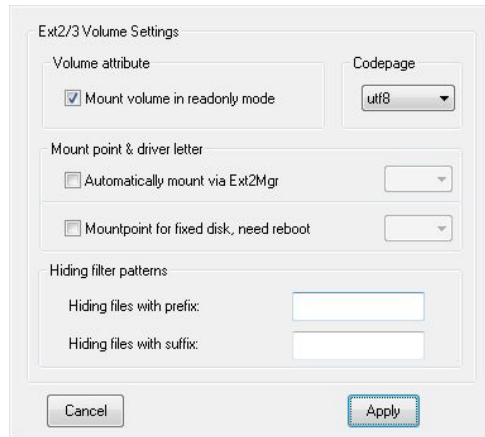 Ext2/3 Volume Settings
Volume attribute
Codepage
Mount volume in readonly mode
utf8
Mount point & driver letter
Automatically mount via Ext2Mgr
Mountpoint for fixed disk, need reboot
Hiding filter patterns
Hiding files with prefix:
Hiding files with suffix:
Cancel
Apply